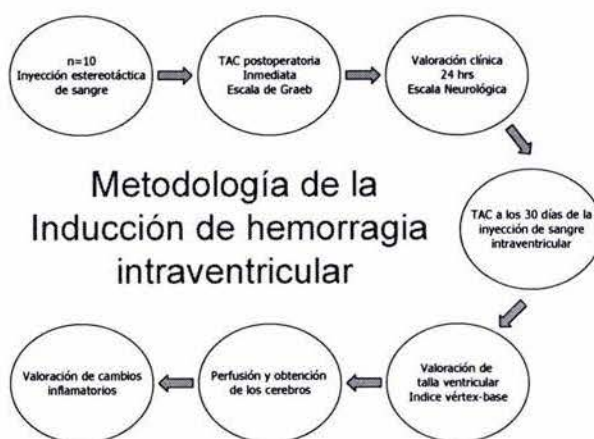 n=10
Inyección estereotáctica
de sangre
TAC postoperatoria
Inmediata
Escala de Graeb
Valoración clínica
24 hrs
Escala Neurológica
Metodología de la
Inducción de hemorragia
intraventricular
TAC a los 30 días de la
inyección de sangre
intraventricular
Valoración de
talla ventricular
Indice vértex-base
Perfusión y obtención
de los cerebros
Valoración de cambios
inflamatorios